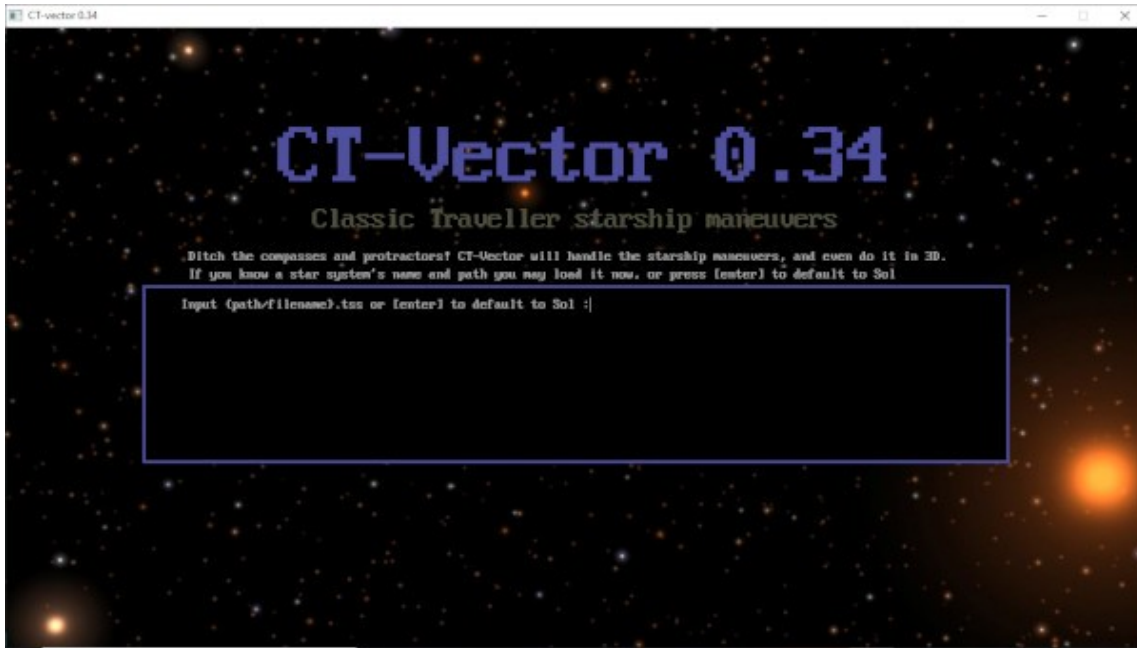 CT-vector 0.34
CT-Vector 0.34
Classic Traveller starship maneuvers
Ditch the compasses and protractors! CT-Vector will handle the starship maneuvers, and even do it in 3D.
If you know a star system's name and path you may load it now, or press [enter] to default to Sol
Input {path/filename}.tss or [enter] to default to Sol :